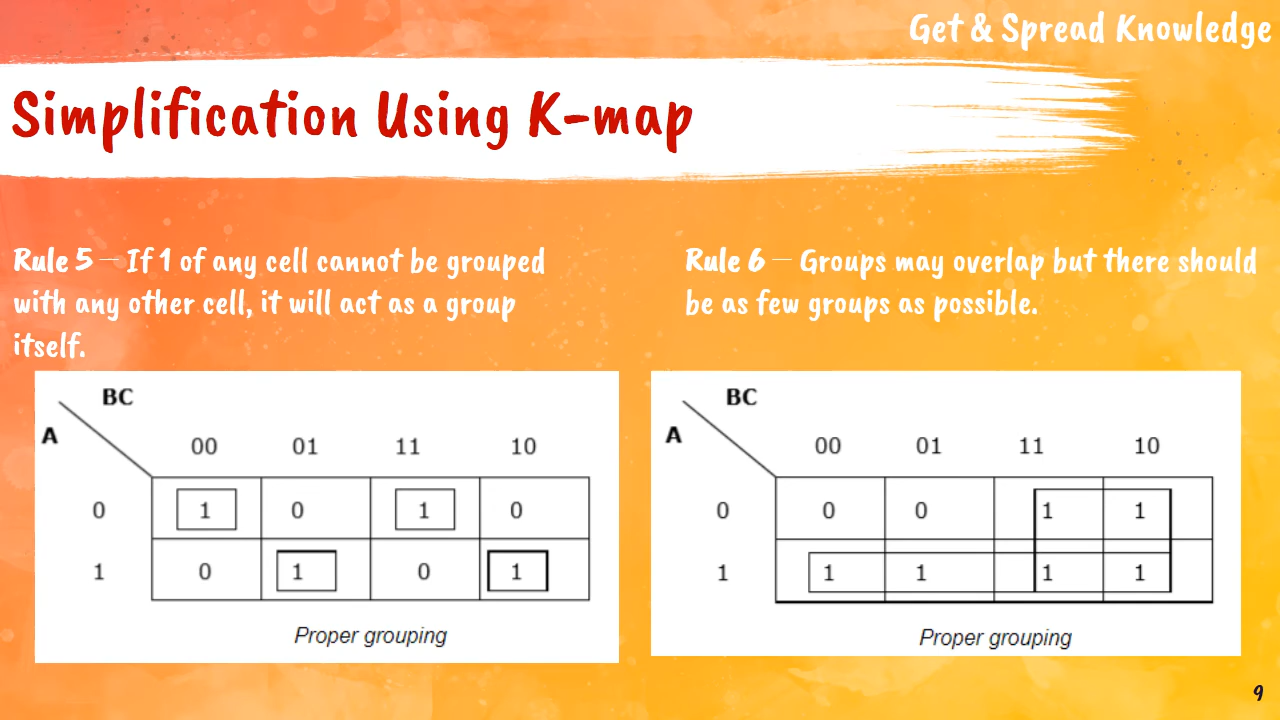 Get & Spread Knowledge
Simplification Using K-map
Rule 5 – If 1 of any cell cannot be grouped
with any other cell, it will act as a group
itself.
Rule 6 – Groups may overlap but there should
be as few groups as possible.
BC
A
00 01 11 10
0 1 0 1 0
1 0 1 0 1
Proper grouping
BC
A
00 01 11 10
0 0 0 1 1
1 1 1 1 1
Proper grouping
9